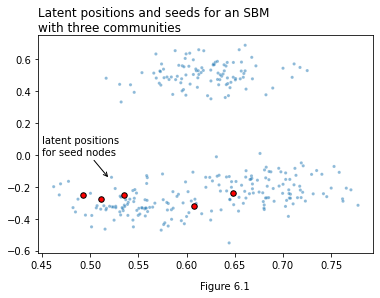 Latent positions and seeds for an SBM
with three communities
0.6
0.4
0.2
0.0
−0.2
−0.4
−0.6
latent positions
for seed nodes
0.45 0.50 0.55 0.60 0.65 0.70 0.75
Figure 6.1